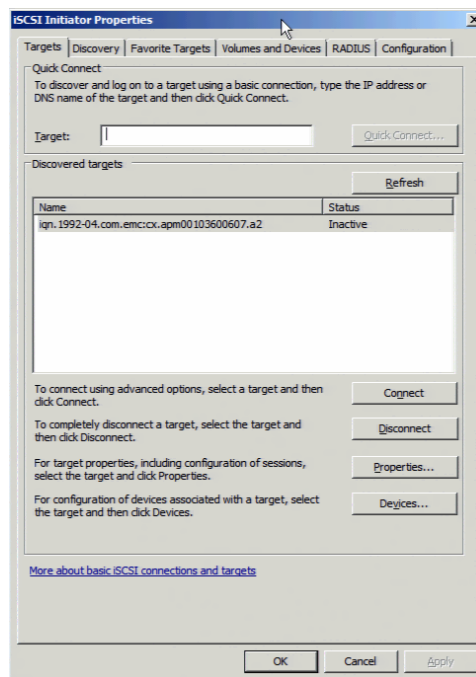 iSCSI Initiator Properties
Targets Discovery Favorite Targets Volumes and Devices RADIUS Configuration
Quick Connect
To discover and log on to a target using a basic connection, type the IP address or
DNS name of the target and then click Quick Connect.
Target:
Quick Connect...
Discovered targets
Refresh
Name Status
iqn.1992-04.com.emc:cx.apm00103600607.a2 Inactive
To connect using advanced options, select a target and then
click Connect.
Connect
To completely disconnect a target, select the target and
then click Disconnect.
Disconnect
For target properties, including configuration of sessions,
select the target and click Properties.
Properties...
For configuration of devices associated with a target, select
the target and then click Devices.
Devices...
More about basic iSCSI connections and targets
OK Cancel Apply